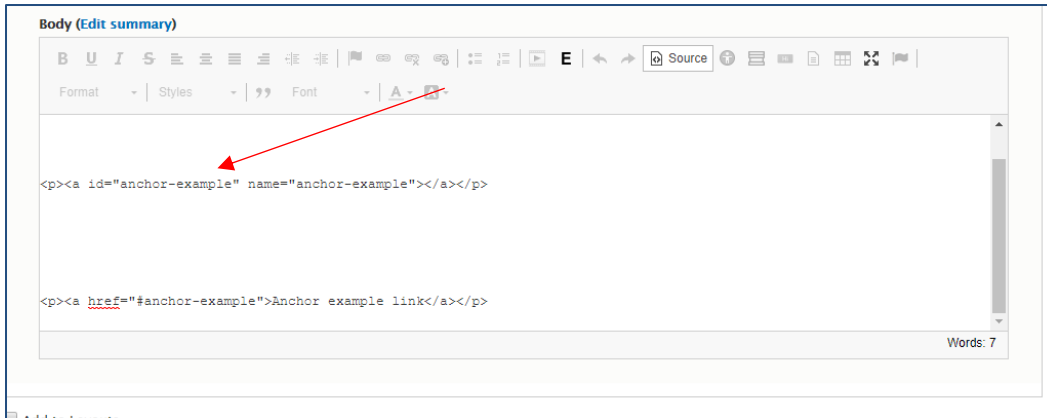 Body (Edit summary)
B U I S E Source
Format Styles Font A A
<p><a id="anchor-example" name="anchor-example"></a></p>
<p><a href="#anchor-example">Anchor example link</a></p>
Words: 7